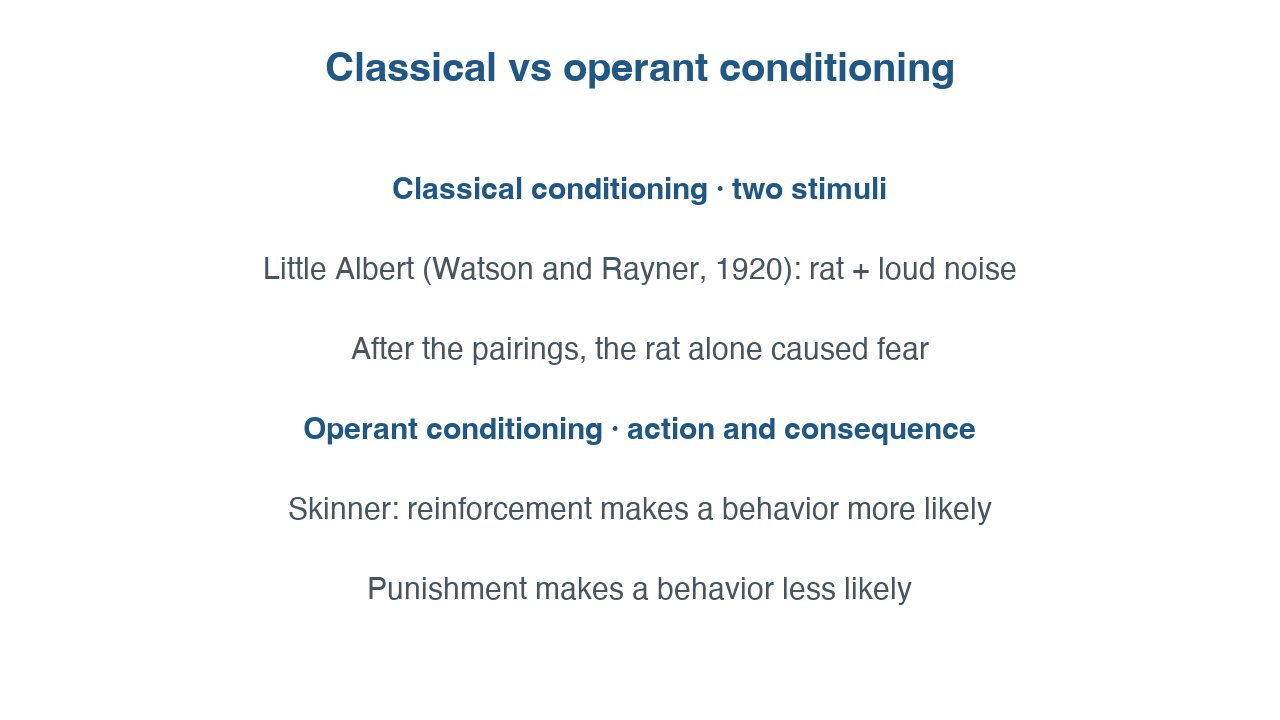 Classical vs operant conditioning
Classical conditioning · two stimuli
Little Albert (Watson and Rayner, 1920): rat + loud noise
After the pairings, the rat alone caused fear
Operant conditioning · action and consequence
Skinner: reinforcement makes a behavior more likely
Punishment makes a behavior less likely